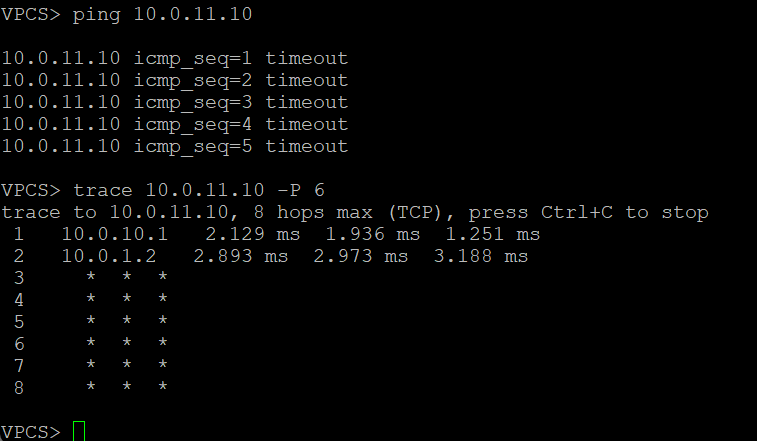 VPCS> ping 10.0.11.10
10.0.11.10 icmp_seq=1 timeout
10.0.11.10 icmp_seq=2 timeout
10.0.11.10 icmp_seq=3 timeout
10.0.11.10 icmp_seq=4 timeout
10.0.11.10 icmp_seq=5 timeout
VPCS> trace 10.0.11.10 -P 6
trace to 10.0.11.10, 8 hops max (TCP), press Ctrl+C to stop
 1   10.0.10.1   2.129 ms  1.936 ms  1.251 ms
 2   10.0.1.2   2.893 ms  2.973 ms  3.188 ms
 3     *  *  *
 4     *  *  *
 5     *  *  *
 6     *  *  *
 7     *  *  *
 8     *  *  *
VPCS>